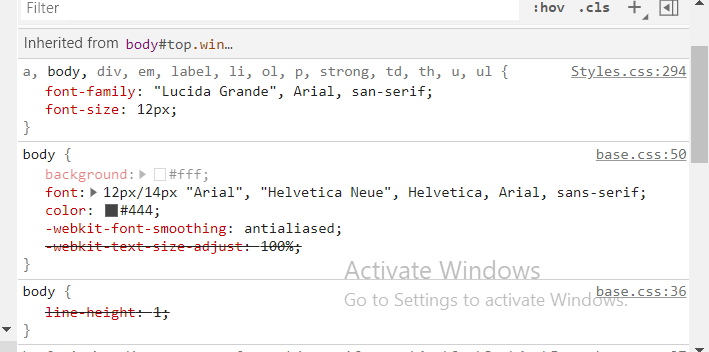 Filter
:hov .cls +
Inherited from body#top.win…
a, body, div, em, label, li, ol, p, strong, td, th, u, ul { Styles.css:294
font-family: "Lucida Grande", Arial, san-serif;
font-size: 12px;
}
body { base.css:50
background: #fff;
font: 12px/14px "Arial", "Helvetica Neue", Helvetica, Arial, sans-serif;
color: #444;
-webkit-font-smoothing: antialiased;
-webkit-text-size-adjust: 100%;
}
Activate Windows
body { base.css:36
Go to Settings to activate Windows.
line-height: 1;
}